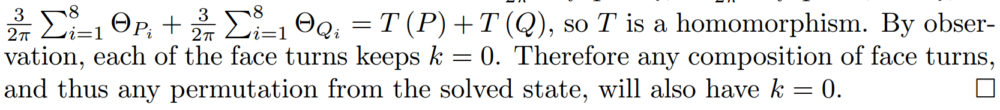 $\frac{3}{2\pi} \sum_{i=1}^{8} \Theta_{P_i} + \frac{3}{2\pi} \sum_{i=1}^{8} \Theta_{Q_i} = T(P) + T(Q)$, so $T$ is a homomorphism. By obser-
vation, each of the face turns keeps $k = 0$. Therefore any composition of face turns,
and thus any permutation from the solved state, will also have $k = 0$. □